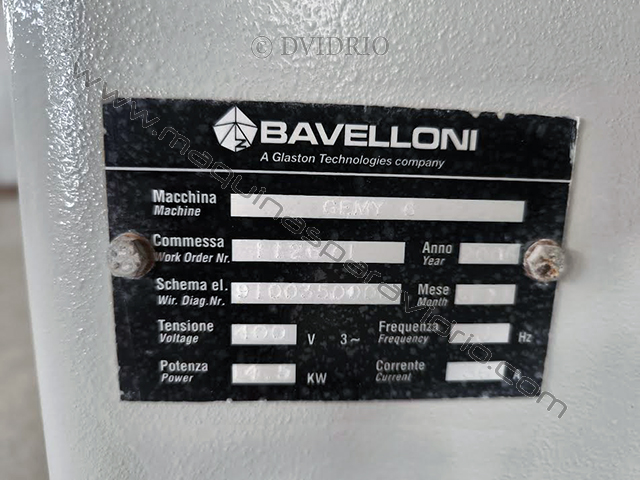 © DVIDRIO
BAVELLONI
A Glaston Technologies company
Macchina
Machine
GEMY 6
Commessa
Work Order Nr.
Anno
Year
Schema el.
Wir. Diag.Nr.
Mese
Month
Tensione
Voltage
400 V 3~
Frequenza
Frequency
Hz
Potenza
Power
KW
Corrente
Current
www.maquinasparavidrio.com